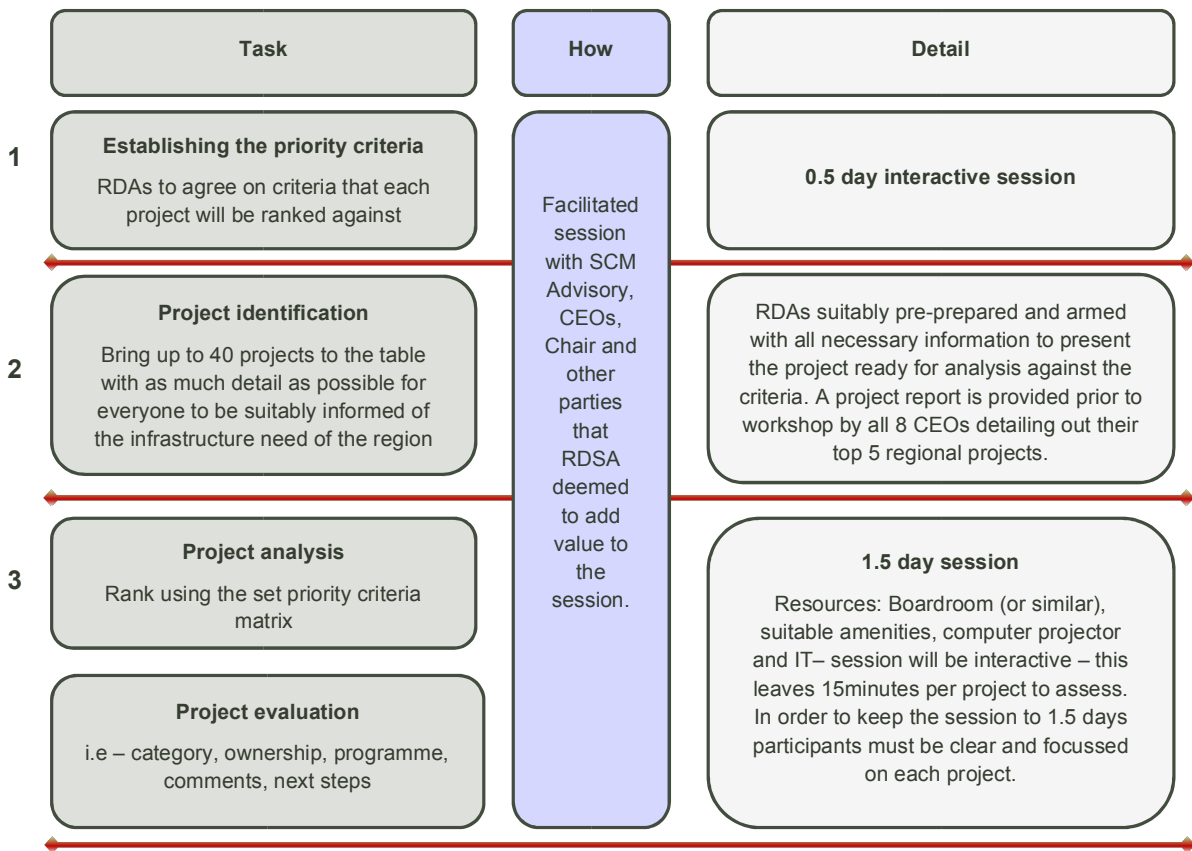 Task
How
Detail
1
Establishing the priority criteria
RDAs to agree on criteria that each
project will be ranked against
Facilitated
session
with SCM
Advisory,
CEOs,
Chair and
other
parties
that
RDSA
deemed
to add
value to
the
session.
0.5 day interactive session
2
Project identification
Bring up to 40 projects to the table
with as much detail as possible for
everyone to be suitably informed of
the infrastructure need of the region
RDAs suitably pre-prepared and armed
with all necessary information to present
the project ready for analysis against the
criteria. A project report is provided prior to
workshop by all 8 CEOs detailing out their
top 5 regional projects.
3
Project analysis
Rank using the set priority criteria
matrix
Project evaluation
i.e – category, ownership, programme,
comments, next steps
1.5 day session
Resources: Boardroom (or similar),
suitable amenities, computer projector
and IT– session will be interactive – this
leaves 15minutes per project to assess.
In order to keep the session to 1.5 days
participants must be clear and focussed
on each project.